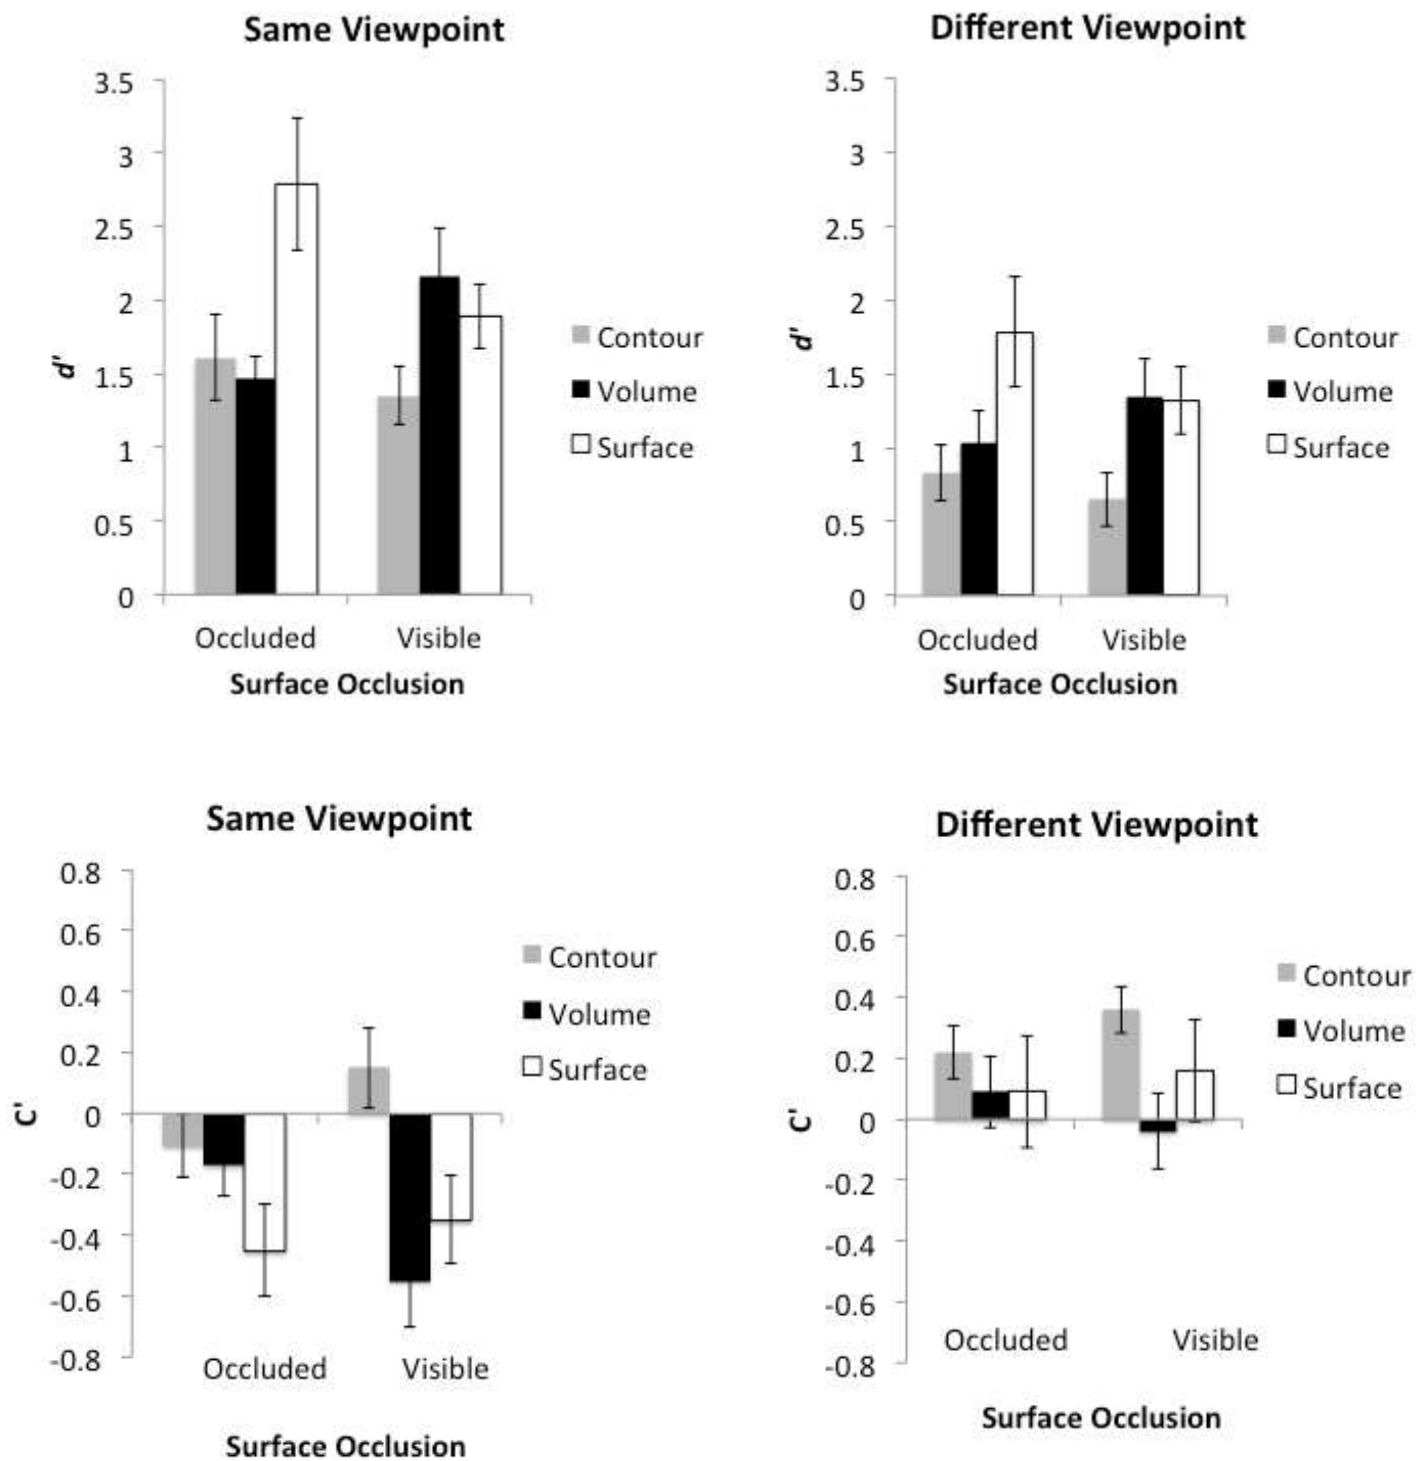 Same Viewpoint
3.5
3
2.5
2
1.5
1
0.5
0
d'
Occluded Visible
Surface Occlusion
Contour
Volume
Surface
Different Viewpoint
3.5
3
2.5
2
1.5
1
0.5
0
d'
Occluded Visible
Surface Occlusion
Contour
Volume
Surface
Same Viewpoint
0.8
0.6
0.4
0.2
0
-0.2
-0.4
-0.6
-0.8
C'
Occluded Visible
Surface Occlusion
Contour
Volume
Surface
Different Viewpoint
0.8
0.6
0.4
0.2
0
-0.2
-0.4
-0.6
-0.8
C'
Occluded Visible
Surface Occlusion
Contour
Volume
Surface